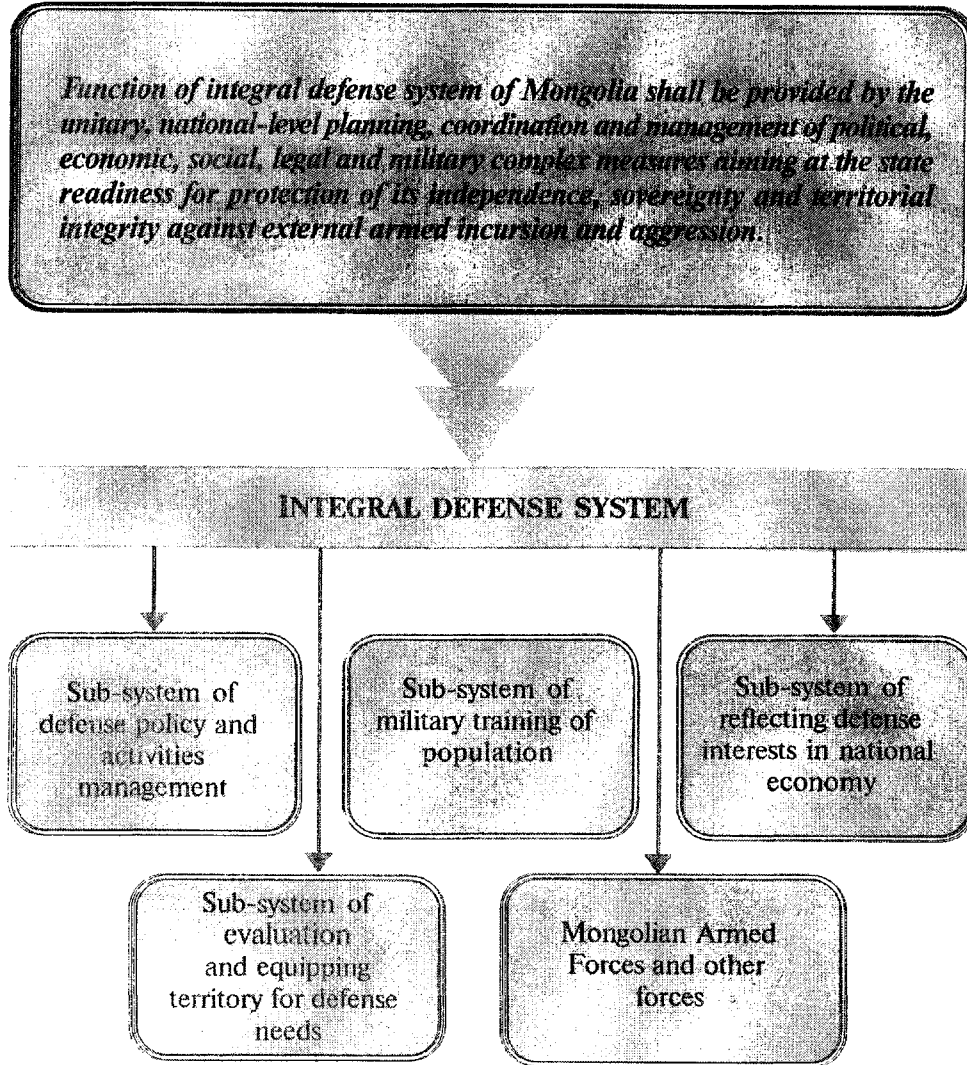 Function of integral defense system of Mongolia shall be provided by the
unitary, national-level planning, coordination and management of political,
economic, social, legal and military complex measures aiming at the state
readiness for protection of its independence, sovereignty and territorial
integrity against external armed incursion and aggression.
INTEGRAL DEFENSE SYSTEM
Sub-system of
defense policy and
activities
management
Sub-system of
military training of
population
Sub-system of
reflecting defense
interests in national
economy
Sub-system of
evaluation
and equipping
territory for defense
needs
Mongolian Armed
Forces and other
forces